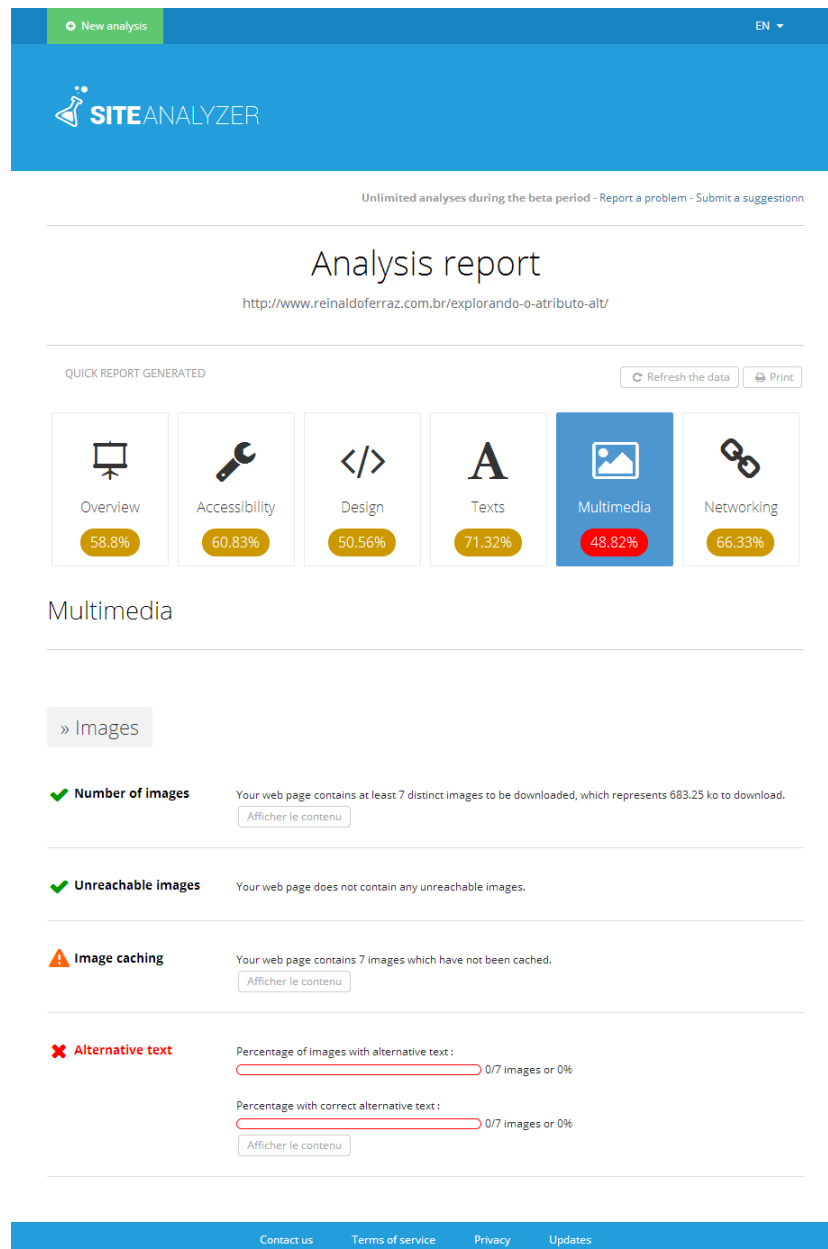 New analysis
EN
SITEANALYZER
Unlimited analyses during the beta period - Report a problem - Submit a suggestionn
Analysis report
http://www.reinaldoferraz.com.br/explorando-o-atributo-alt/
QUICK REPORT GENERATED
Refresh the data
Print
Overview
Accessibility
Design
Texts
Multimedia
Networking
58.8%
60.83%
50.56%
71.32%
48.82%
66.33%
Multimedia
» Images
Number of images
Your web page contains at least 7 distinct images to be downloaded, which represents 683.25 ko to download.
Afficher le contenu
Unreachable images
Your web page does not contain any unreachable images.
Image caching
Your web page contains 7 images which have not been cached.
Afficher le contenu
Alternative text
Percentage of images with alternative text :
0/7 images or 0%
Percentage with correct alternative text :
0/7 images or 0%
Afficher le contenu
Contact us
Terms of service
Privacy
Updates